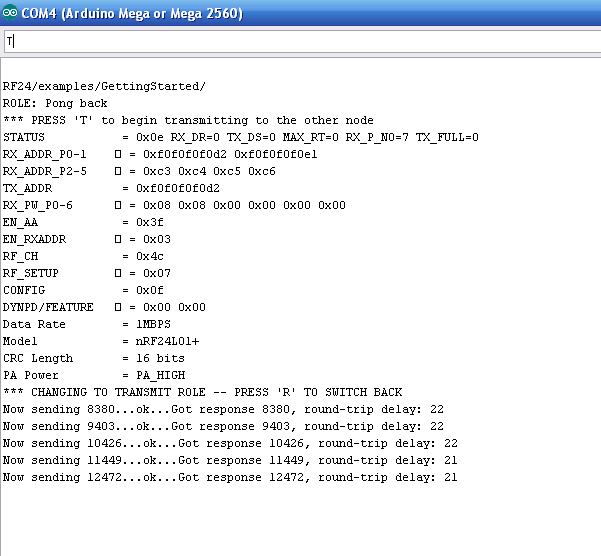 COM4 (Arduino Mega or Mega 2560)
T
RF24/examples/GettingStarted/
ROLE: Pong back
*** PRESS 'T' to begin transmitting to the other node
STATUS = 0x0e RX_DR=0 TX_DS=0 MAX_RT=0 RX_P_NO=7 TX_FULL=0
RX_ADDR_P0-1 ▯ = 0xf0f0f0f0d2 0xf0f0f0f0e1
RX_ADDR_P2-5 ▯ = 0xc3 0xc4 0xc5 0xc6
TX_ADDR = 0xf0f0f0f0d2
RX_PW_P0-6 ▯ = 0x08 0x08 0x00 0x00 0x00 0x00
EN_AA = 0x3f
EN_RXADDR ▯ = 0x03
RF_CH = 0x4c
RF_SETUP ▯ = 0x07
CONFIG = 0x0f
DYNPD/FEATURE ▯ = 0x00 0x00
Data Rate = 1MBPS
Model = nRF24L01+
CRC Length = 16 bits
PA Power = PA_HIGH
*** CHANGING TO TRANSMIT ROLE -- PRESS 'R' TO SWITCH BACK
Now sending 8380...ok...Got response 8380, round-trip delay: 22
Now sending 9403...ok...Got response 9403, round-trip delay: 22
Now sending 10426...ok...Got response 10426, round-trip delay: 22
Now sending 11449...ok...Got response 11449, round-trip delay: 21
Now sending 12472...ok...Got response 12472, round-trip delay: 21